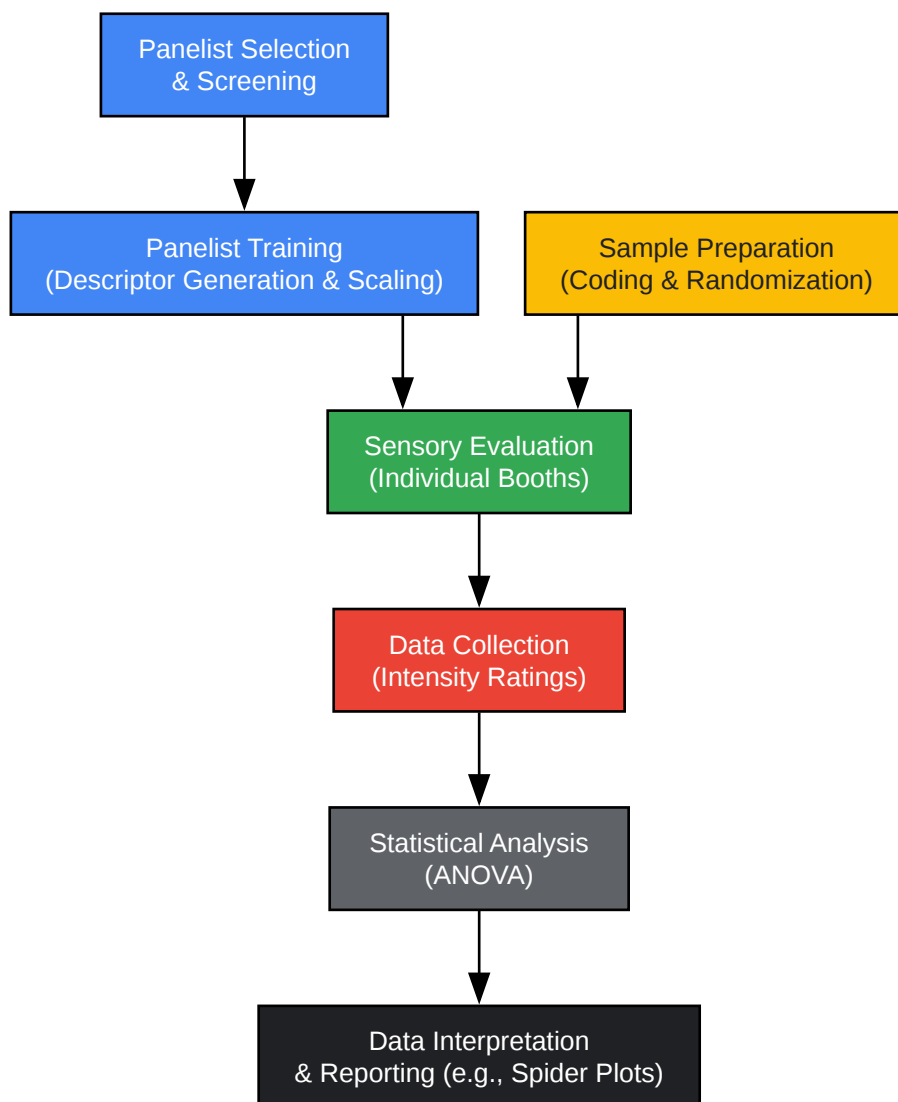 Panelist Selection
& Screening
Panelist Training
(Descriptor Generation & Scaling)
Sample Preparation
(Coding & Randomization)
Sensory Evaluation
(Individual Booths)
Data Collection
(Intensity Ratings)
Statistical Analysis
(ANOVA)
Data Interpretation
& Reporting (e.g., Spider Plots)